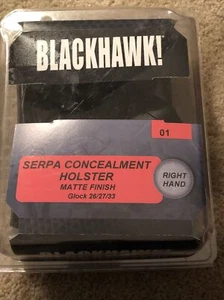 BLACKHAWK!
01
SERPA CONCEALMENT
HOLSTER
MATTE FINISH
Glock 26/27/33
RIGHT
HAND